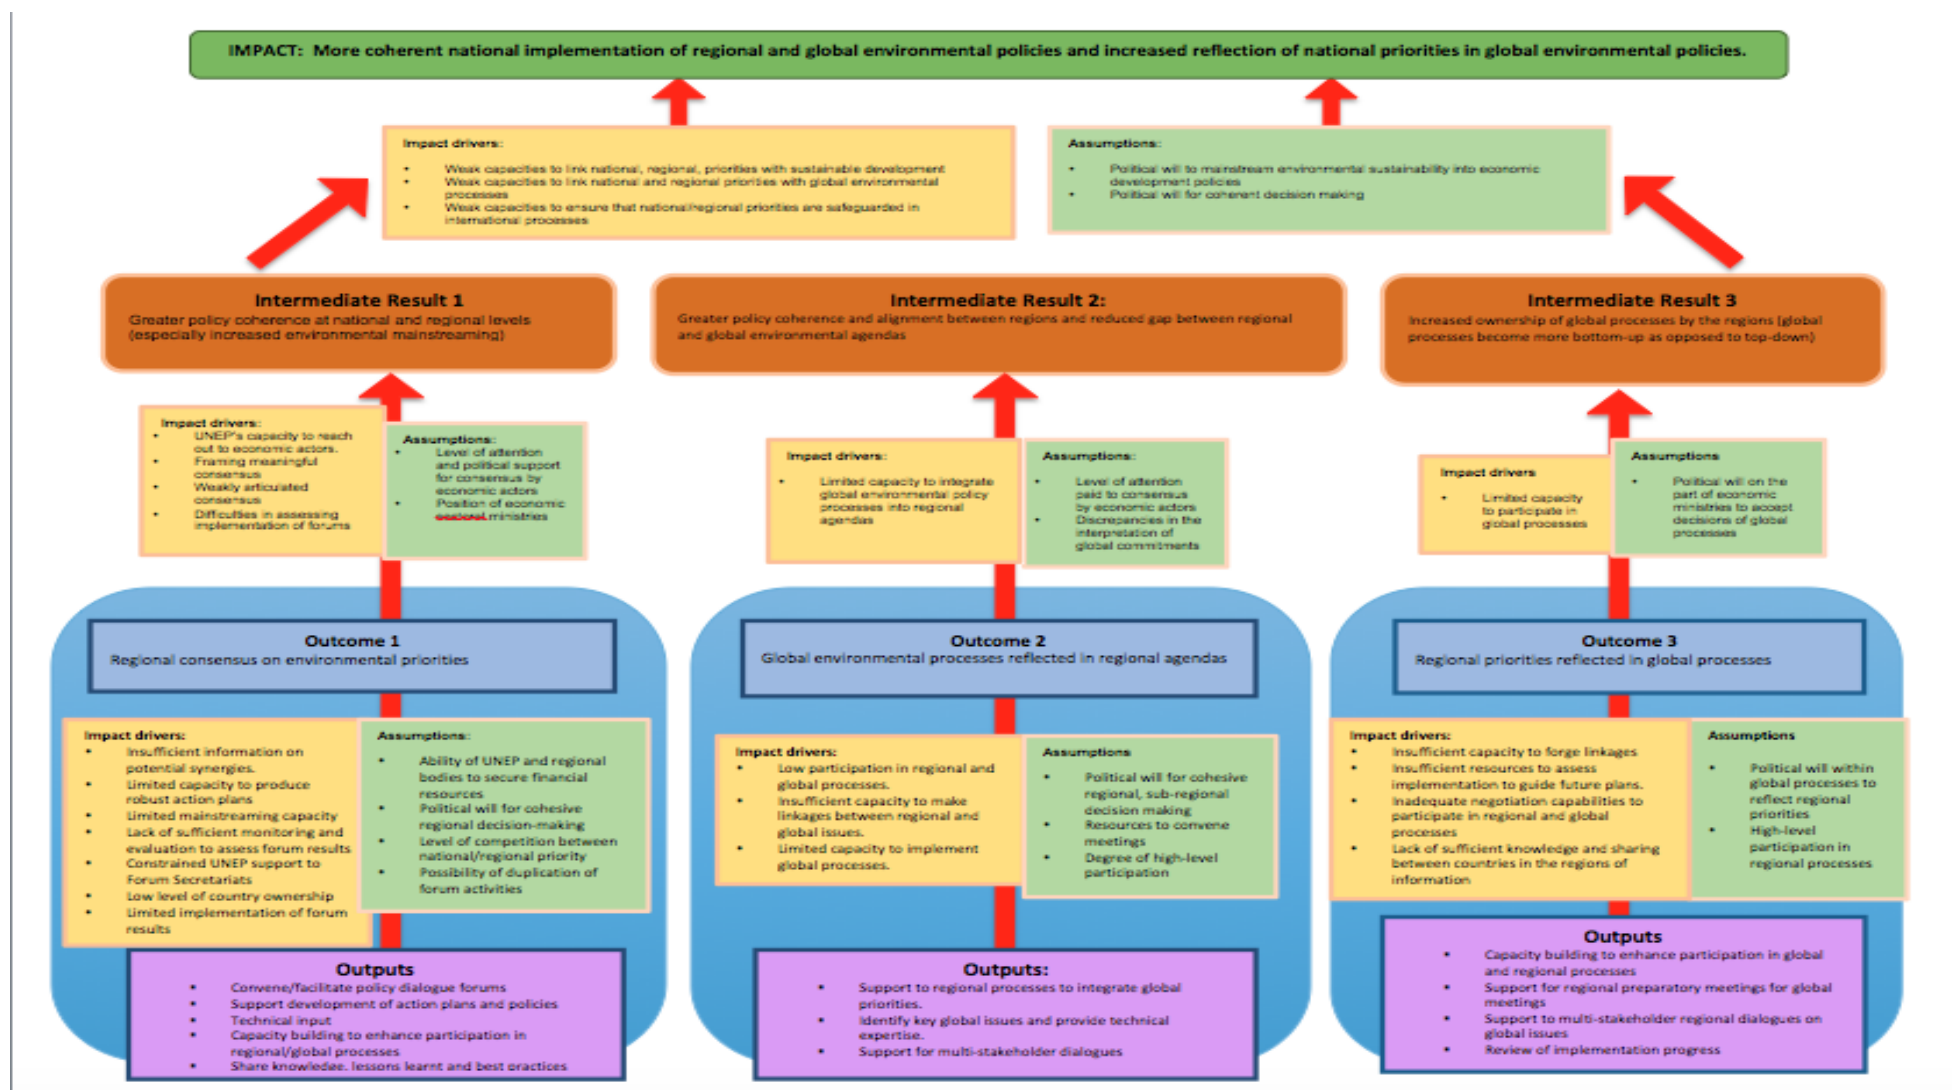 IMPACT: More coherent national implementation of regional and global environmental policies and increased reflection of national priorities in global environmental policies.
Impact drivers:
• Weak capacities to link national, regional, priorities with sustainable development
• Weak capacities to link national and regional priorities with global environmental
processes
• Weak capacities to ensure that national/regional priorities are safeguarded in
international processes
Assumptions:
• Political will to mainstream environmental sustainability into economic
development policies
• Political will for coherent decision making
Intermediate Result 1
Greater policy coherence at national and regional levels
(especially increased environmental mainstreaming)
Intermediate Result 2:
Greater policy coherence and alignment between regions and reduced gap between regional
and global environmental agendas
Intermediate Result 3
Increased ownership of global processes by the regions (global
processes become more bottom-up as opposed to top-down)
Impact drivers:
• UNEP's capacity to reach
out to economic actors.
• Framing meaningful
consensus
• Weakly articulated
consensus
• Difficulties in assessing
implementation of forums
Assumptions:
• Level of attention
and political support
for consensus by
economic actors
• Position of economic
sectoral ministries
Impact drivers:
• Limited capacity to integrate
global environmental policy
processes into regional
agendas
Assumptions:
• Level of attention
paid to consensus
by economic actors
• Discrepancies in the
interpretation of
global commitments
Impact drivers
• Limited capacity
to participate in
global processes
Assumptions
• Political will on the
part of economic
ministries to accept
decisions of global
processes
Outcome 1
Regional consensus on environmental priorities
Impact drivers:
• Insufficient information on
potential synergies.
• Limited capacity to produce
robust action plans
• Limited mainstreaming capacity
• Lack of sufficient monitoring and
evaluation to assess forum results
• Constrained UNEP support to
Forum Secretariats
• Low level of country ownership
• Limited implementation of forum
results
Assumptions:
• Ability of UNEP and regional
bodies to secure financial
resources
• Political will for cohesive
regional decision-making
• Level of competition between
national/regional priority
• Possibility of duplication of
forum activities
Outputs
• Convene/facilitate policy dialogue forums
• Support development of action plans and policies
• Technical input
• Capacity building to enhance participation in
regional/global processes
• Share knowledge, lessons learnt and best practices
Outcome 2
Global environmental processes reflected in regional agendas
Impact drivers:
• Low participation in regional and
global processes.
• Insufficient capacity to make
linkages between regional and
global issues.
• Limited capacity to implement
global processes.
Assumptions
• Political will for cohesive
regional, sub-regional
decision making
• Resources to convene
meetings
• Degree of high-level
participation
Outputs:
• Support to regional processes to integrate global
priorities.
• Identify key global issues and provide technical
expertise.
• Support for multi-stakeholder dialogues
Outcome 3
Regional priorities reflected in global processes
Impact drivers:
• Insufficient capacity to forge linkages
• Insufficient resources to assess
implementation to guide future plans.
• Inadequate negotiation capabilities to
participate in regional and global
processes
• Lack of sufficient knowledge and sharing
between countries in the regions of
information
Assumptions
• Political will within
global processes to
reflect regional
priorities
• High-level
participation in
regional processes
Outputs
• Capacity building to enhance participation in global
and regional processes
• Support for regional preparatory meetings for global
meetings
• Support to multi-stakeholder regional dialogues on
global issues
• Review of implementation progress